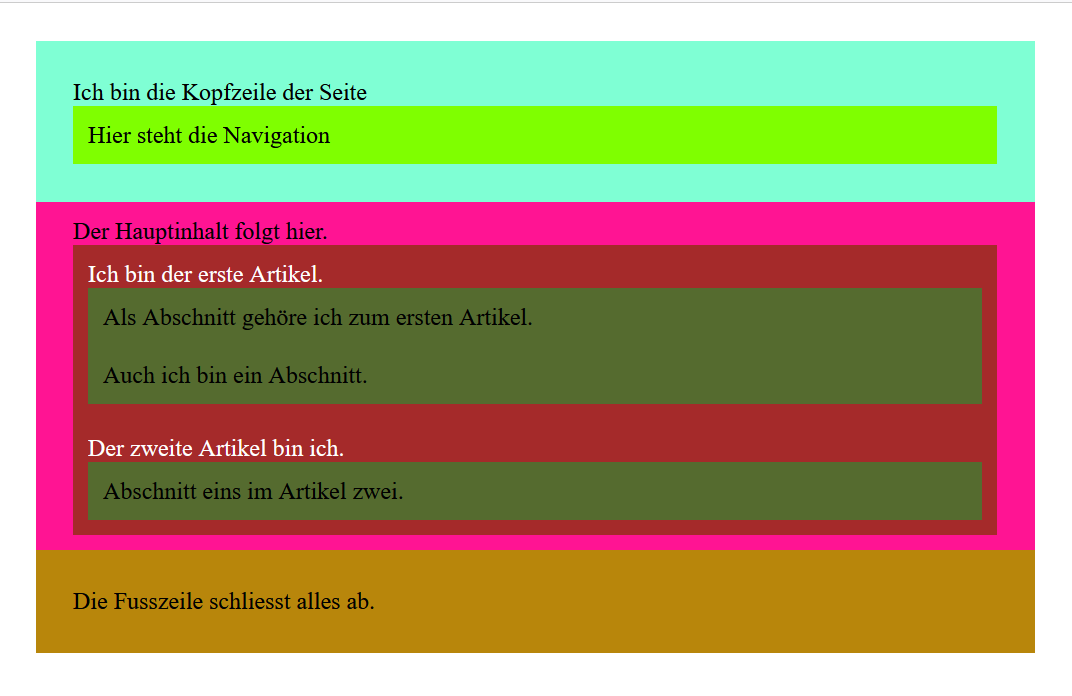 Ich bin die Kopfzeile der Seite
Hier steht die Navigation
Der Hauptinhalt folgt hier.
Ich bin der erste Artikel.
Als Abschnitt gehöre ich zum ersten Artikel.
Auch ich bin ein Abschnitt.
Der zweite Artikel bin ich.
Abschnitt eins im Artikel zwei.
Die Fusszeile schliesst alles ab.